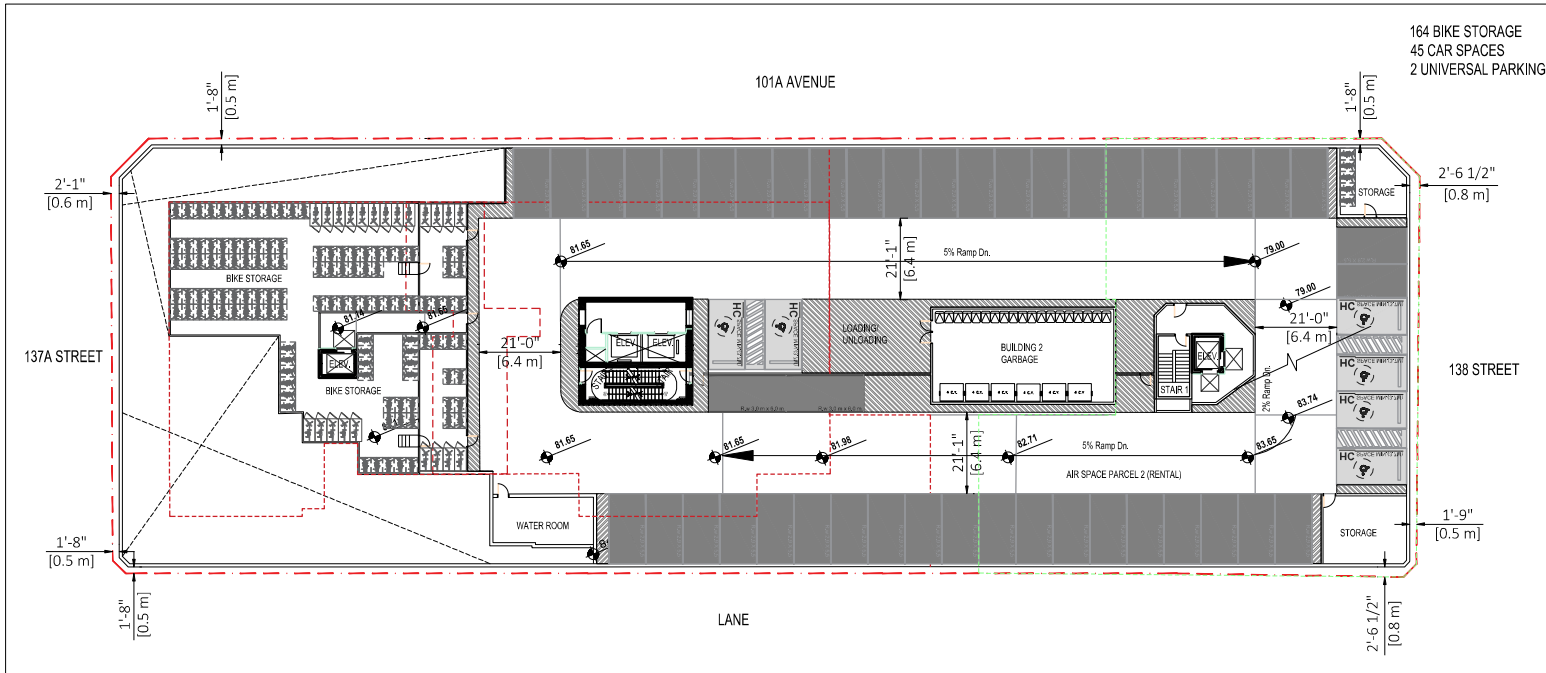 164 BIKE STORAGE
45 CAR SPACES
2 UNIVERSAL PARKING
101A AVENUE
1'-8"
[0.5 m]
1'-8"
[0.5 m]
2'-1"
[0.6 m]
2'-6 1/2"
[0.8 m]
STORAGE
81.65
5% Ramp Dn.
79.00
21'-1"
[6.4 m]
BIKE STORAGE
79.00
HC
HC
HC
81.14
81.65
21'-0"
[6.4 m]
ELEV.
ELEV.
LOADING/
UNLOADING
BUILDING 2
GARBAGE
21'-0"
[6.4 m]
137A STREET
ELEV.
ELEV.
HC
138 STREET
BIKE STORAGE
STAIR 1
2% Ramp Dn.
HC
83.74
81.65
81.65
81.98
21'-1"
[6.4 m]
82.71
5% Ramp Dn.
83.65
HC
AIR SPACE PARCEL 2 (RENTAL)
WATER ROOM
STORAGE
1'-8"
[0.5 m]
1'-9"
[0.5 m]
1'-8"
[0.5 m]
LANE
2'-6 1/2"
[0.8 m]